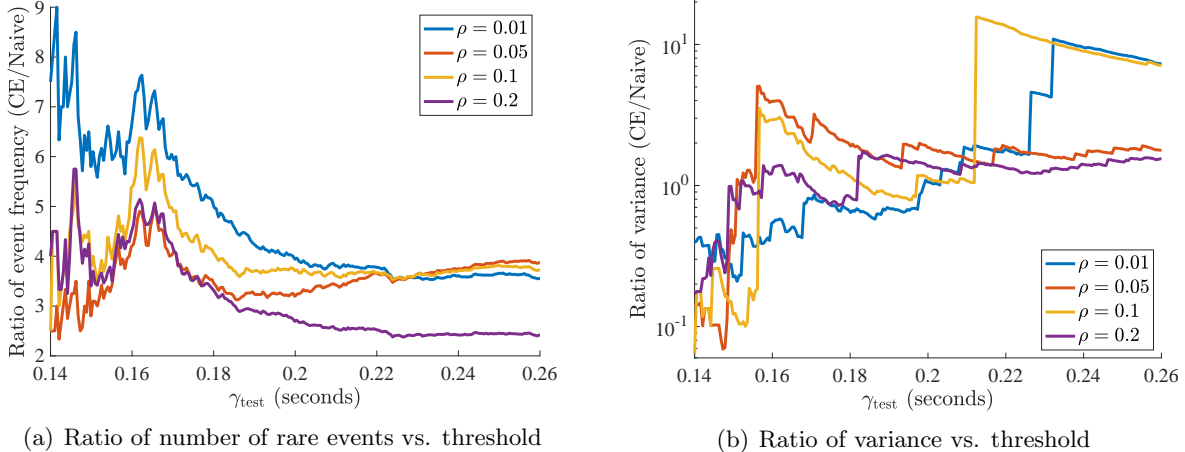 9
8
7
6
5
4
3
2
Ratio of event frequency (CE/Naive)
ρ = 0.01
ρ = 0.05
ρ = 0.1
ρ = 0.2
0.14 0.16 0.18 0.2 0.22 0.24 0.26
γtest (seconds)
(a) Ratio of number of rare events vs. threshold
10^1
10^0
10^-1
Ratio of variance (CE/Naive)
ρ = 0.01
ρ = 0.05
ρ = 0.1
ρ = 0.2
0.14 0.16 0.18 0.2 0.22 0.24 0.26
γtest (seconds)
(b) Ratio of variance vs. threshold